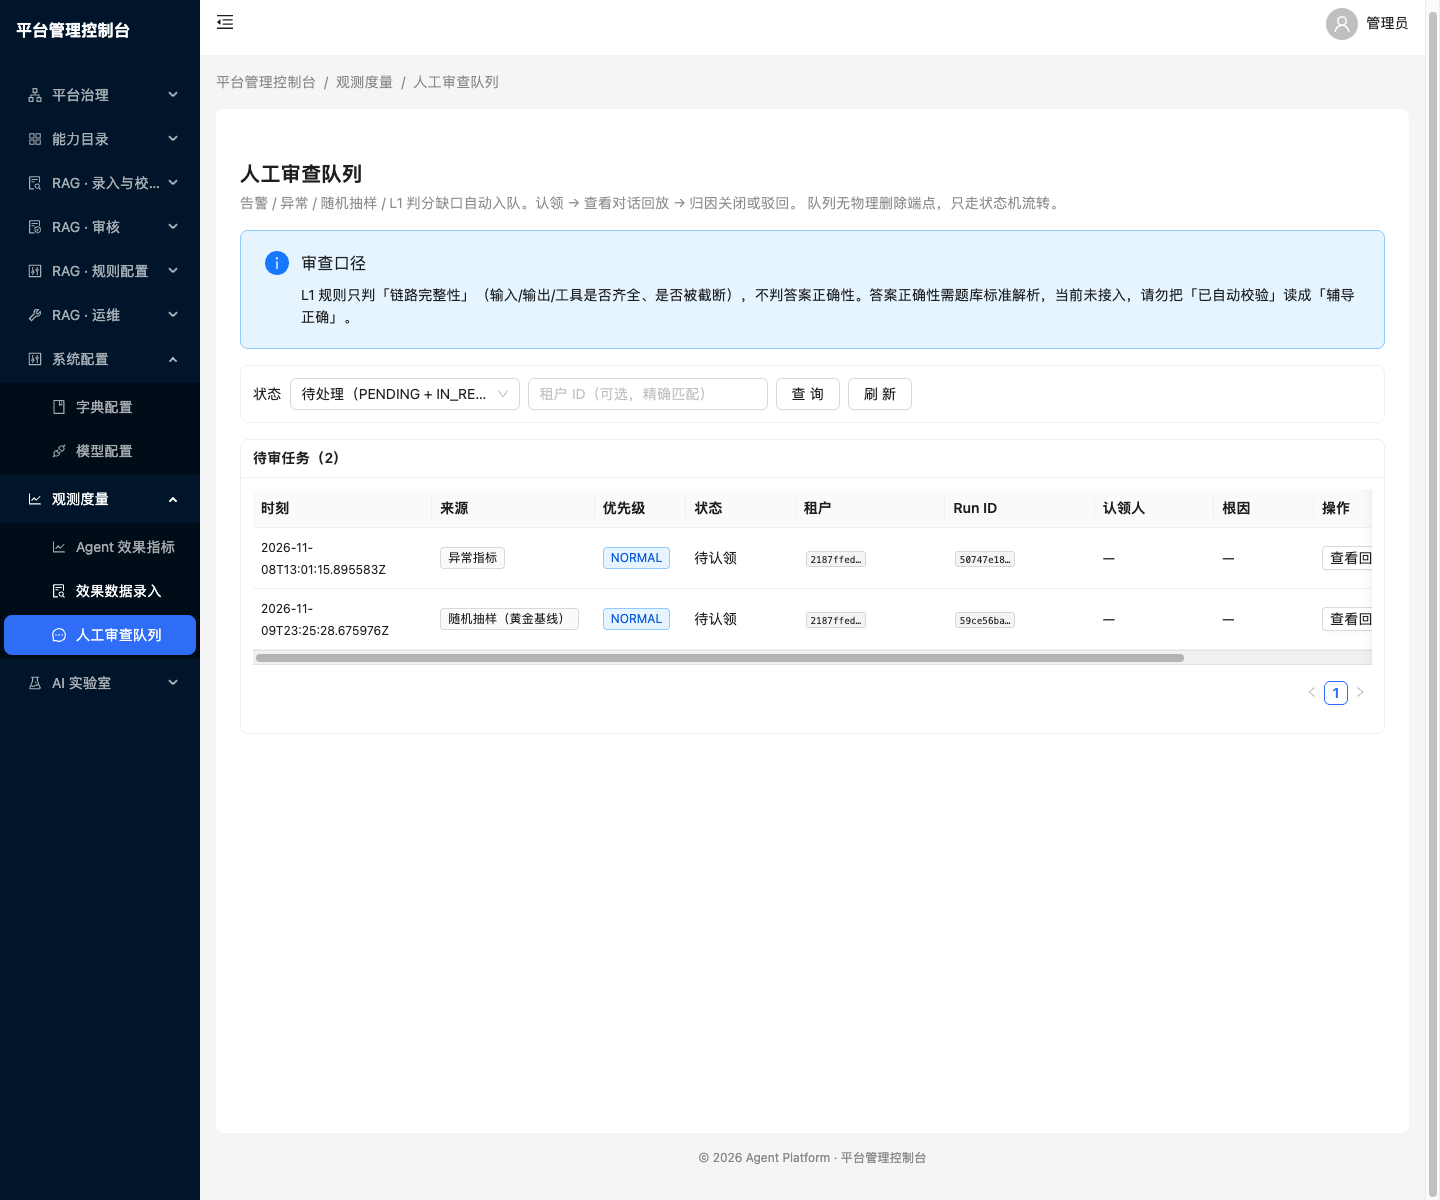 平台管理控制台
管理员
平台治理
能力目录
RAG · 录入与校...
RAG · 审核
RAG · 规则配置
RAG · 运维
系统配置
字典配置
模型配置
观测度量
Agent 效果指标
效果数据录入
人工审查队列
AI 实验室
平台管理控制台 / 观测度量 / 人工审查队列
人工审查队列
告警 / 异常 / 随机抽样 / L1 判分缺口自动入队。认领 → 查看对话回放 → 归因关闭或驳回。 队列无物理删除端点，只走状态机流转。
审查口径
L1 规则只判「链路完整性」（输入/输出/工具是否齐全、是否被截断），不判答案正确性。答案正确性需题库标准解析，当前未接入，请勿把「已自动校验」读成「辅导
正确」。
状态 待处理（PENDING + IN_RE... 租户 ID（可选，精确匹配） 查 询 刷 新
待审任务（2）
时刻 来源 优先级 状态 租户 Run ID 认领人 根因 操作
2026-11-
08T13:01:15.895583Z 异常指标 NORMAL 待认领 2187ffed… 50747e18… — — 查看回
2026-11-
09T23:25:28.675976Z 随机抽样（黄金基线） NORMAL 待认领 2187ffed… 59ce56ba… — — 查看回
< 1 >
© 2026 Agent Platform · 平台管理控制台